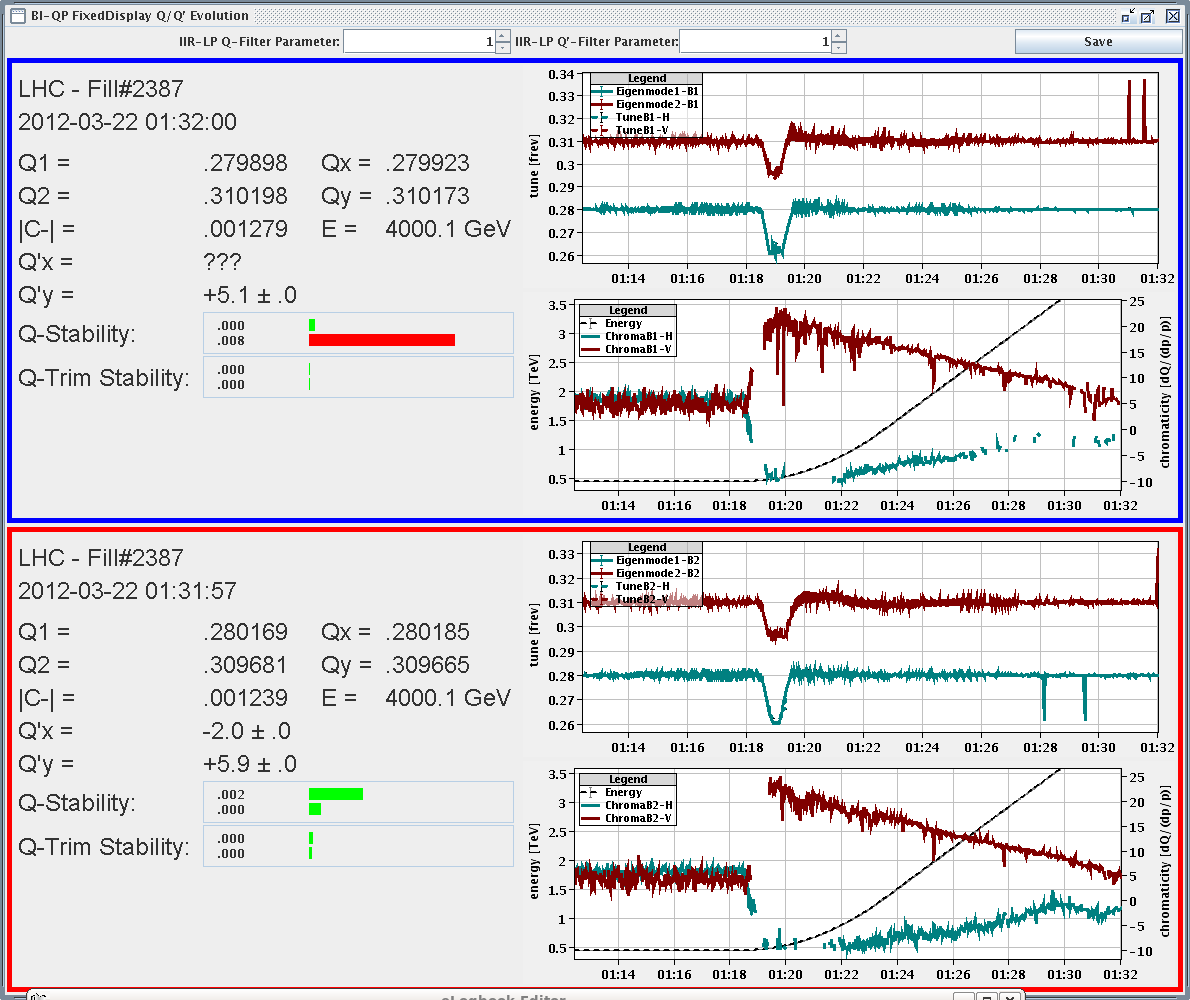 BI-QP FixedDisplay Q/Q' Evolution
IIR-LP Q-Filter Parameter: 1 IIR-LP Q'-Filter Parameter: 1 Save
LHC - Fill#2387
2012-03-22 01:32:00
Q1 = .279898 Qx = .279923
Q2 = .310198 Qy = .310173
|C-| = .001279 E = 4000.1 GeV
Q'x = ???
Q'y = +5.1 ± .0
Q-Stability: .000
.008
Q-Trim Stability: .000
.000
tune [frev]
0.34
0.33
0.32
0.31
0.3
0.29
0.28
0.27
0.26
Legend
Eigenmode1-B1
Eigenmode2-B1
TuneB1-H
TuneB1-V
01:14 01:16 01:18 01:20 01:22 01:24 01:26 01:28 01:30 01:32
energy [TeV]
3.5
3
2.5
2
1.5
1
0.5
Legend
Energy
ChromaB1-H
ChromaB1-V
25
20
15
10
5
0
-5
-10
chromaticity [dQ/(dp/p)]
01:14 01:16 01:18 01:20 01:22 01:24 01:26 01:28 01:30 01:32
LHC - Fill#2387
2012-03-22 01:31:57
Q1 = .280169 Qx = .280185
Q2 = .309681 Qy = .309665
|C-| = .001239 E = 4000.1 GeV
Q'x = -2.0 ± .0
Q'y = +5.9 ± .0
Q-Stability: .002
.000
Q-Trim Stability: .000
.000
tune [frev]
0.33
0.32
0.31
0.3
0.29
0.28
0.27
0.26
Legend
Eigenmode1-B2
Eigenmode2-B2
TuneB2-H
TuneB2-V
01:14 01:16 01:18 01:20 01:22 01:24 01:26 01:28 01:30 01:32
energy [TeV]
3.5
3
2.5
2
1.5
1
0.5
Legend
Energy
ChromaB2-H
ChromaB2-V
25
20
15
10
5
0
-5
-10
chromaticity [dQ/(dp/p)]
01:14 01:16 01:18 01:20 01:22 01:24 01:26 01:28 01:30 01:32
eLogbook Editor